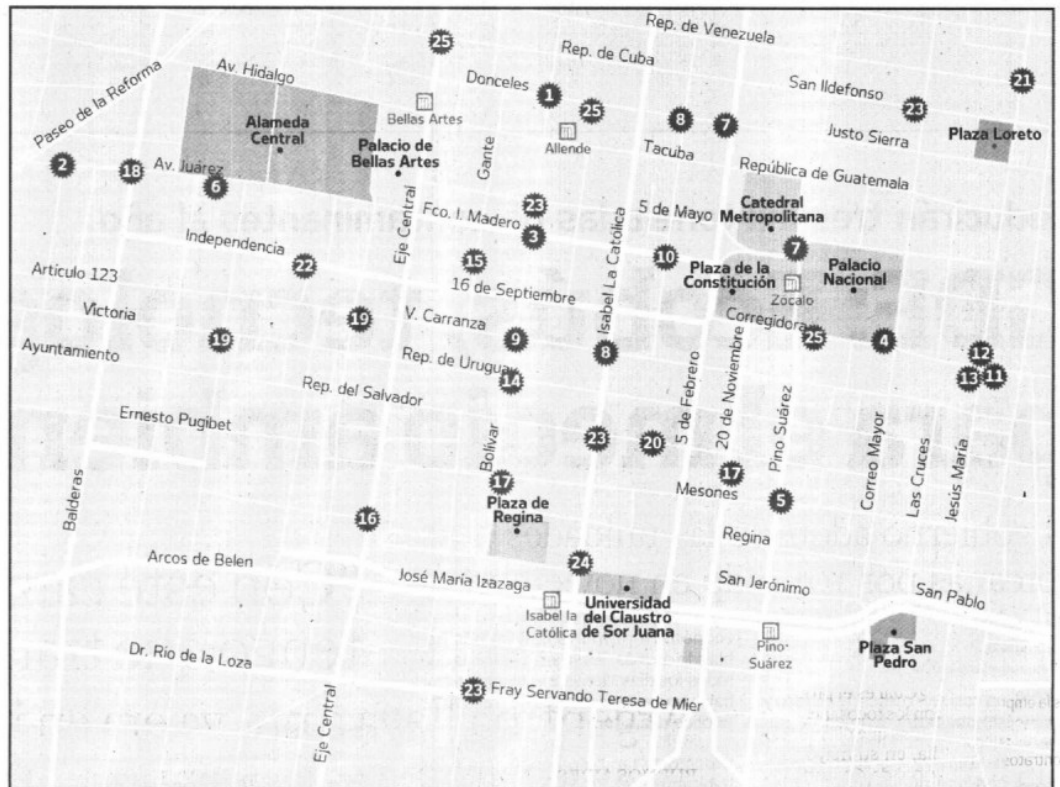 Rep. de Venezuela
25
Rep. de Cuba
Av. Hidalgo
Paseo de la Reforma
Donceles
1
25
San Ildefonso
21
23
Bellas Artes
Allende
8
7
Justo Sierra
Plaza Loreto
Alameda
Central
Palacio de
Bellas Artes
Gante
Tacuba
República de Guatemala
2
18
Av. Juárez
6
Eje Central
Fco. I. Madero
23
3
5 de Mayo
Catedral
Metropolitana
7
Independencia
22
15
16 de Septiembre
Isabel La Católica
10
Plaza de la
Constitución
Zócalo
Palacio
Nacional
Artículo 123
Victoria
19
19
V. Carranza
9
Corregidora
25
4
Ayuntamiento
Rep. de Uruguay
14
8
12
13
11
Rep. del Salvador
5 de Febrero
20 de Noviembre
Pino Suárez
Ernesto Pugibet
Bolívar
23
20
Correo Mayor
Las Cruces
Jesús María
Balderas
17
17
Mesones
5
Plaza de
Regina
16
Regina
Arcos de Belen
24
José María Izazaga
San Jerónimo
San Pablo
Isabel la
Católica
Universidad
del Claustro
de Sor Juana
Pino
Suárez
Plaza San
Pedro
Dr. Río de la Loza
Eje Central
23
Fray Servando Teresa de Mier